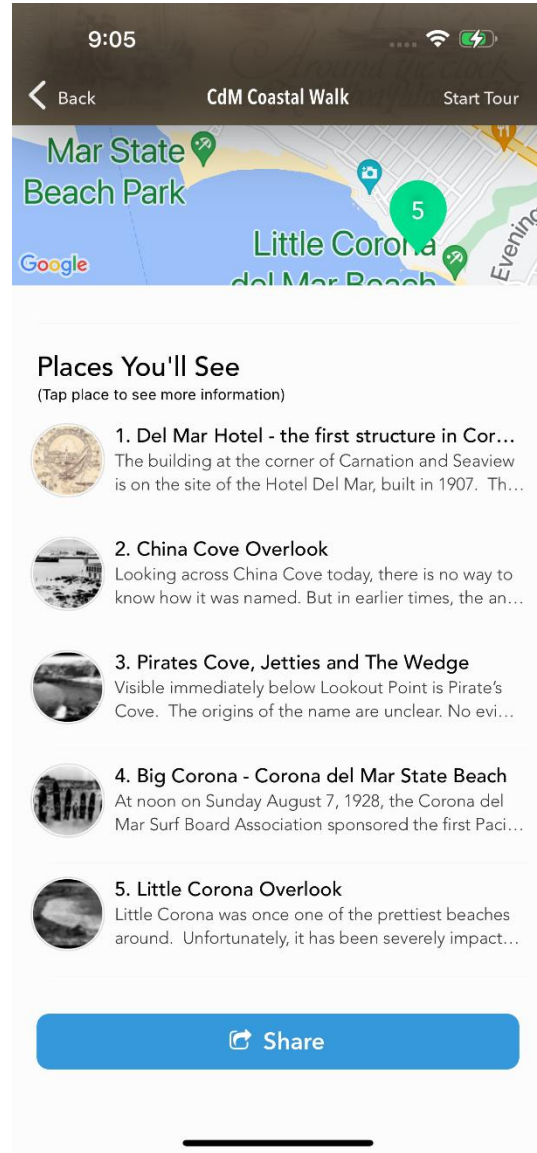 9:05
Around the clock
Back
CdM Coastal Walk
Start Tour
Mar State
Beach Park
5
Little Corona
del Mar Beach
Evening
Google
Places You'll See
(Tap place to see more information)
1. Del Mar Hotel - the first structure in Cor...
The building at the corner of Carnation and Seaview
is on the site of the Hotel Del Mar, built in 1907.  Th...
2. China Cove Overlook
Looking across China Cove today, there is no way to
know how it was named. But in earlier times, the an...
3. Pirates Cove, Jetties and The Wedge
Visible immediately below Lookout Point is Pirate's
Cove.  The origins of the name are unclear. No evi...
4. Big Corona - Corona del Mar State Beach
At noon on Sunday August 7, 1928, the Corona del
Mar Surf Board Association sponsored the first Paci...
5. Little Corona Overlook
Little Corona was once one of the prettiest beaches
around.  Unfortunately, it has been severely impact...
Share